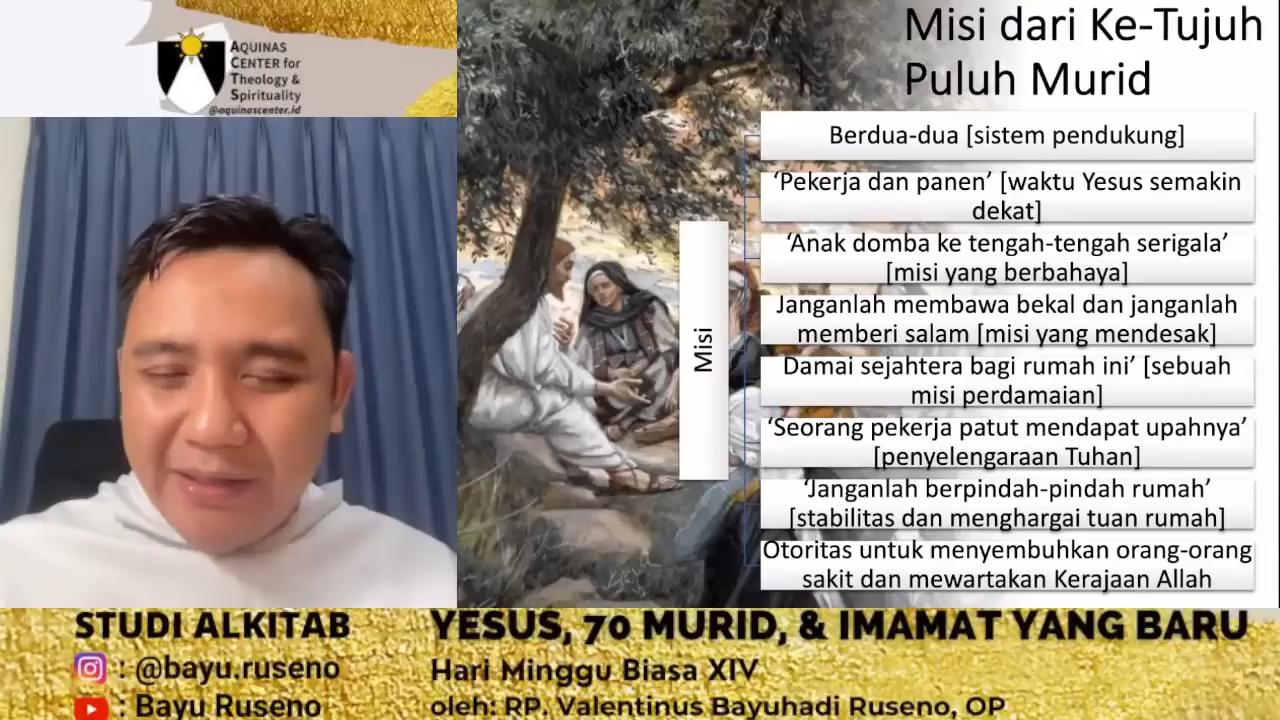 AQUINAS
CENTER for
Theology &
Spirituality
@aquinascenter.id
Misi dari Ke-Tujuh
Puluh Murid
Misi
Berdua-dua [sistem pendukung]
‘Pekerja dan panen’ [waktu Yesus semakin
dekat]
‘Anak domba ke tengah-tengah serigala’
[misi yang berbahaya]
Janganlah membawa bekal dan janganlah
memberi salam [misi yang mendesak]
Damai sejahtera bagi rumah ini’ [sebuah
misi perdamaian]
‘Seorang pekerja patut mendapat upahnya’
[penyelengaraan Tuhan]
‘Janganlah berpindah-pindah rumah’
[stabilitas dan menghargai tuan rumah]
Otoritas untuk menyembuhkan orang-orang
sakit dan mewartakan Kerajaan Allah
STUDI ALKITAB
: @bayu.ruseno
: Bayu Ruseno
YESUS, 70 MURID, & IMAMAT YANG BARU
Hari Minggu Biasa XIV
oleh: RP. Valentinus Bayuhadi Ruseno, OP